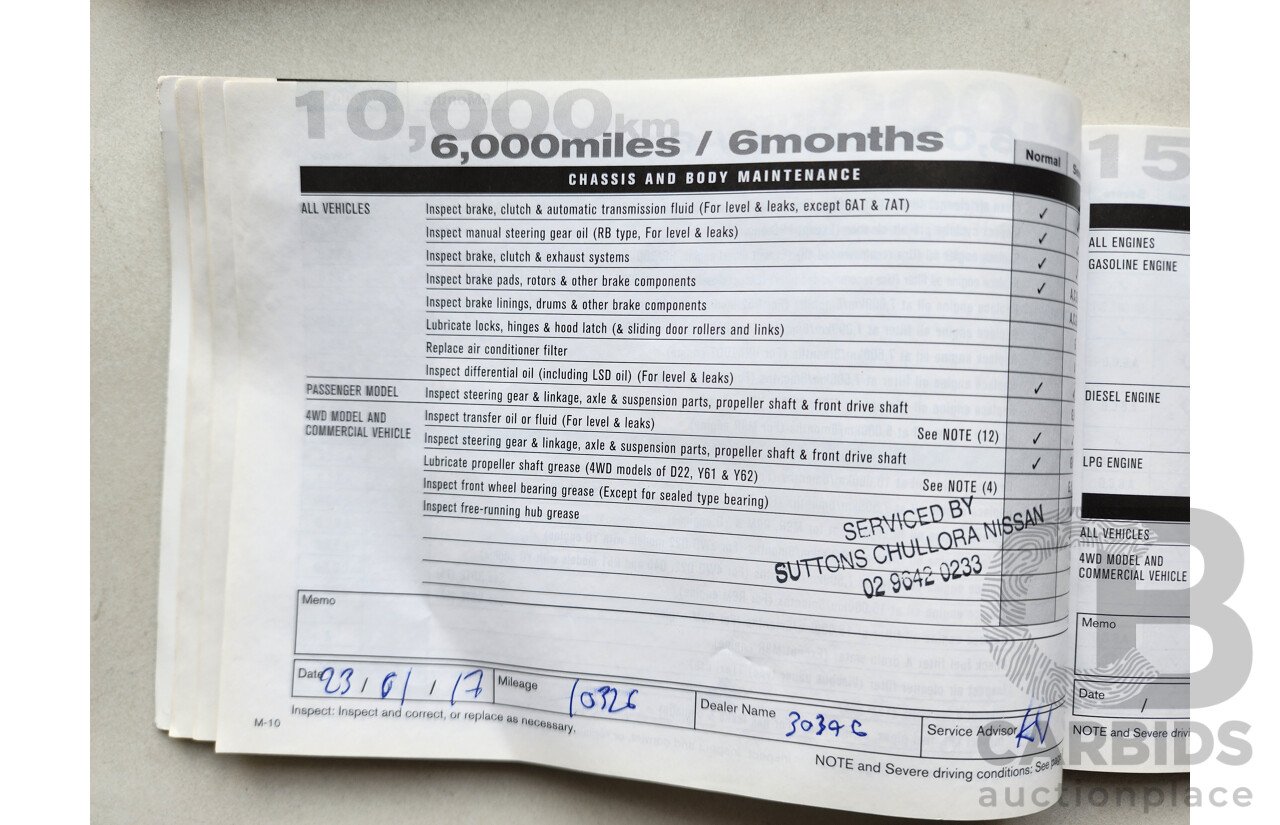 10,000km
6,000miles / 6months
Normal
CHASSIS AND BODY MAINTENANCE
ALL VEHICLES
Inspect brake, clutch & automatic transmission fluid (For level & leaks, except 6AT & 7AT) ✓
Inspect manual steering gear oil (RB type, For level & leaks) ✓
Inspect brake, clutch & exhaust systems ✓
Inspect brake pads, rotors & other brake components ✓
Inspect brake linings, drums & other brake components
Lubricate locks, hinges & hood latch (& sliding door rollers and links)
Replace air conditioner filter
Inspect differential oil (including LSD oil) (For level & leaks) ✓
PASSENGER MODEL
Inspect steering gear & linkage, axle & suspension parts, propeller shaft & front drive shaft
4WD MODEL AND
COMMERCIAL VEHICLE
Inspect transfer oil or fluid (For level & leaks) See NOTE (12) ✓
Inspect steering gear & linkage, axle & suspension parts, propeller shaft & front drive shaft ✓
Lubricate propeller shaft grease (4WD models of D22, Y61 & Y62)
Inspect front wheel bearing grease (Except for sealed type bearing) See NOTE (4)
Inspect free-running hub grease
SERVICED BY
SUTTONS CHULLORA NISSAN
02 9642 0233
Memo
Date 23 / 6 / 17 Mileage 10326 Dealer Name Service Advisor
Inspect: Inspect and correct, or replace as necessary,
M-10
NOTE and Severe driving conditions: See
15
ALL ENGINES
GASOLINE ENGINE
DIESEL ENGINE
LPG ENGINE
ALL VEHICLES
4WD MODEL AND
COMMERCIAL VEHICLE
Memo
Date /
NOTE and Severe drivi
CB
CARBIDS
auctionplace